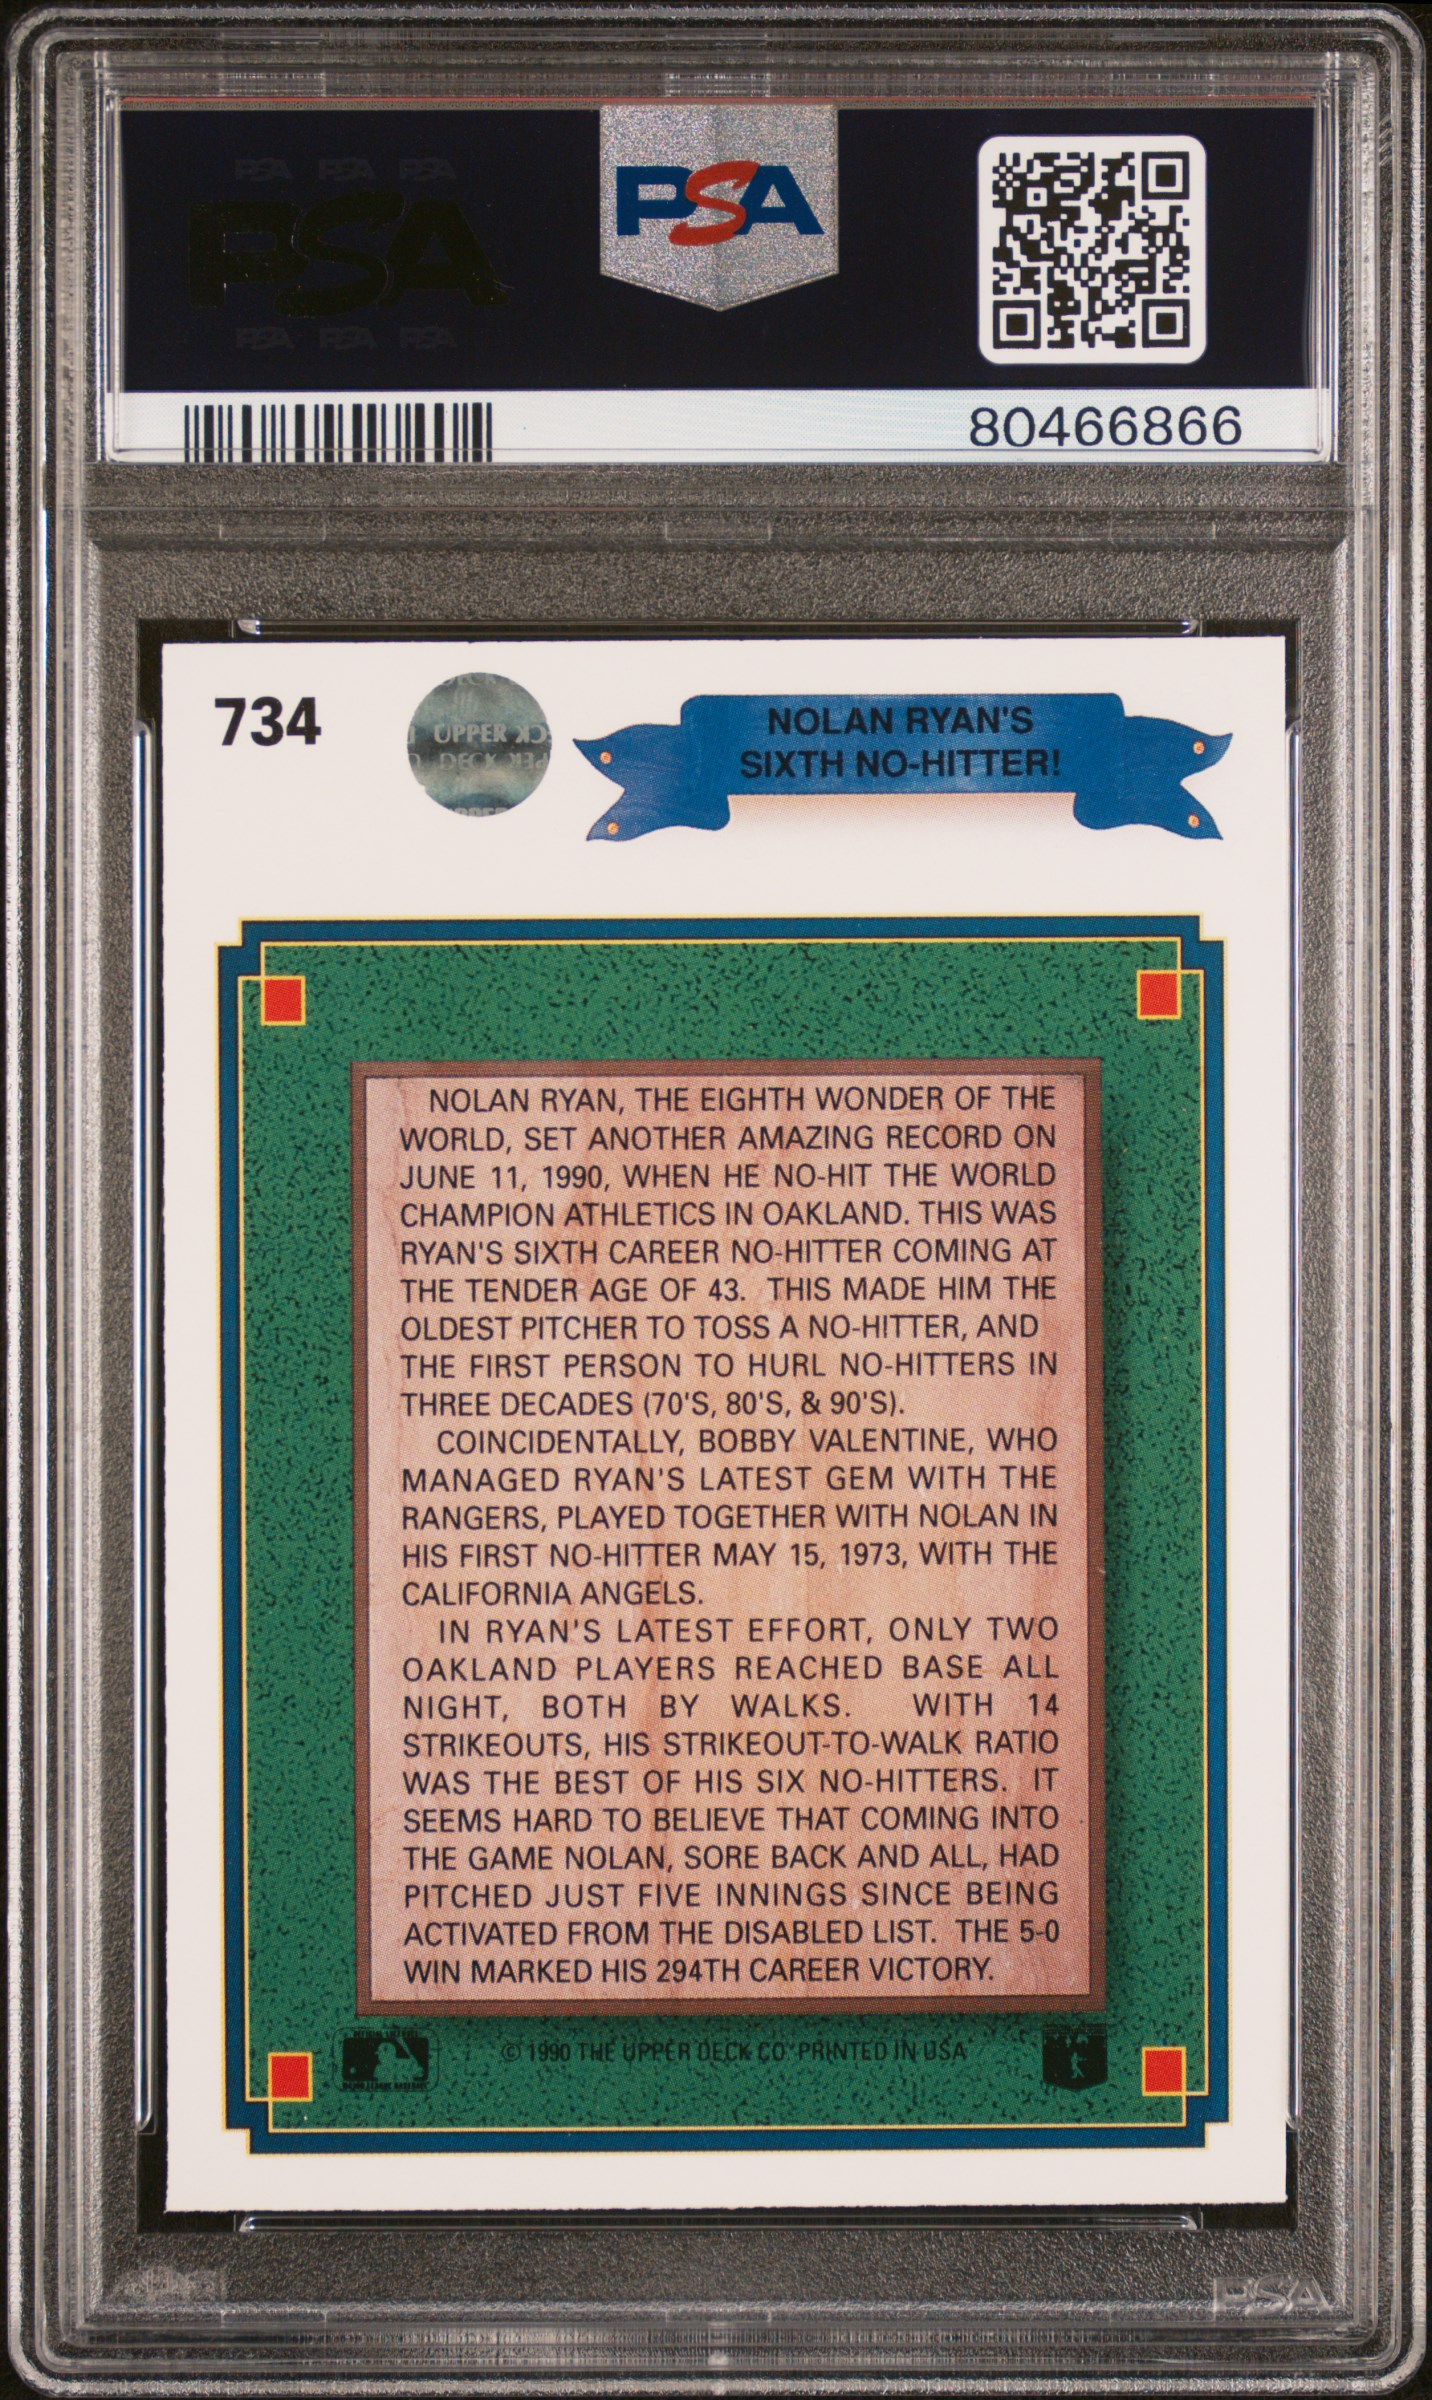 PSA PSA PSA
PSA
PSA PSA PSA
PSA
80466866
734
UPPER
DECK
NOLAN RYAN'S
SIXTH NO-HITTER!
NOLAN RYAN, THE EIGHTH WONDER OF THE
WORLD, SET ANOTHER AMAZING RECORD ON
JUNE 11, 1990, WHEN HE NO-HIT THE WORLD
CHAMPION ATHLETICS IN OAKLAND. THIS WAS
RYAN'S SIXTH CAREER NO-HITTER COMING AT
THE TENDER AGE OF 43. THIS MADE HIM THE
OLDEST PITCHER TO TOSS A NO-HITTER, AND
THE FIRST PERSON TO HURL NO-HITTERS IN
THREE DECADES (70'S, 80'S, & 90'S).
COINCIDENTALLY, BOBBY VALENTINE, WHO
MANAGED RYAN'S LATEST GEM WITH THE
RANGERS, PLAYED TOGETHER WITH NOLAN IN
HIS FIRST NO-HITTER MAY 15, 1973, WITH THE
CALIFORNIA ANGELS.
IN RYAN'S LATEST EFFORT, ONLY TWO
OAKLAND PLAYERS REACHED BASE ALL
NIGHT, BOTH BY WALKS. WITH 14
STRIKEOUTS, HIS STRIKEOUT-TO-WALK RATIO
WAS THE BEST OF HIS SIX NO-HITTERS. IT
SEEMS HARD TO BELIEVE THAT COMING INTO
THE GAME NOLAN, SORE BACK AND ALL, HAD
PITCHED JUST FIVE INNINGS SINCE BEING
ACTIVATED FROM THE DISABLED LIST. THE 5-0
WIN MARKED HIS 294TH CAREER VICTORY.
© 1990 THE UPPER DECK CO. PRINTED IN USA
PSA